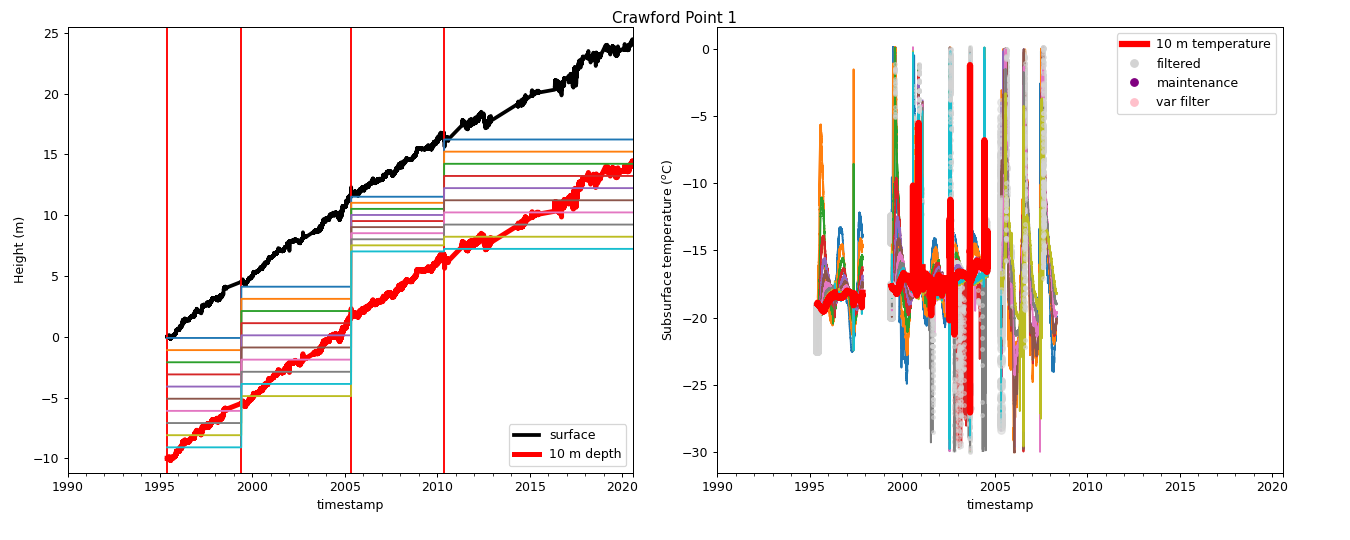 Crawford Point 1
Height (m)
25
20
15
10
5
0
−5
−10
surface
10 m depth
1990
1995
2000
2005
2010
2015
2020
timestamp
Subsurface temperature (°C)
0
−5
−10
−15
−20
−25
−30
10 m temperature
filtered
maintenance
var filter
1990
1995
2000
2005
2010
2015
2020
timestamp